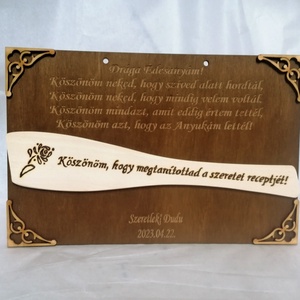 Drága Édesanyám!
Köszönöm neked, hogy szíved alatt hordtál,
Köszönöm neked, hogy mindig velem voltál.
Köszönöm mindazt, amit eddig értem tettél,
Köszönöm azt, hogy az Anyukám lettél!
Köszönöm, hogy megtanítottad a szeretet receptjét!
Szeretleki Dudu
2023.04.22.